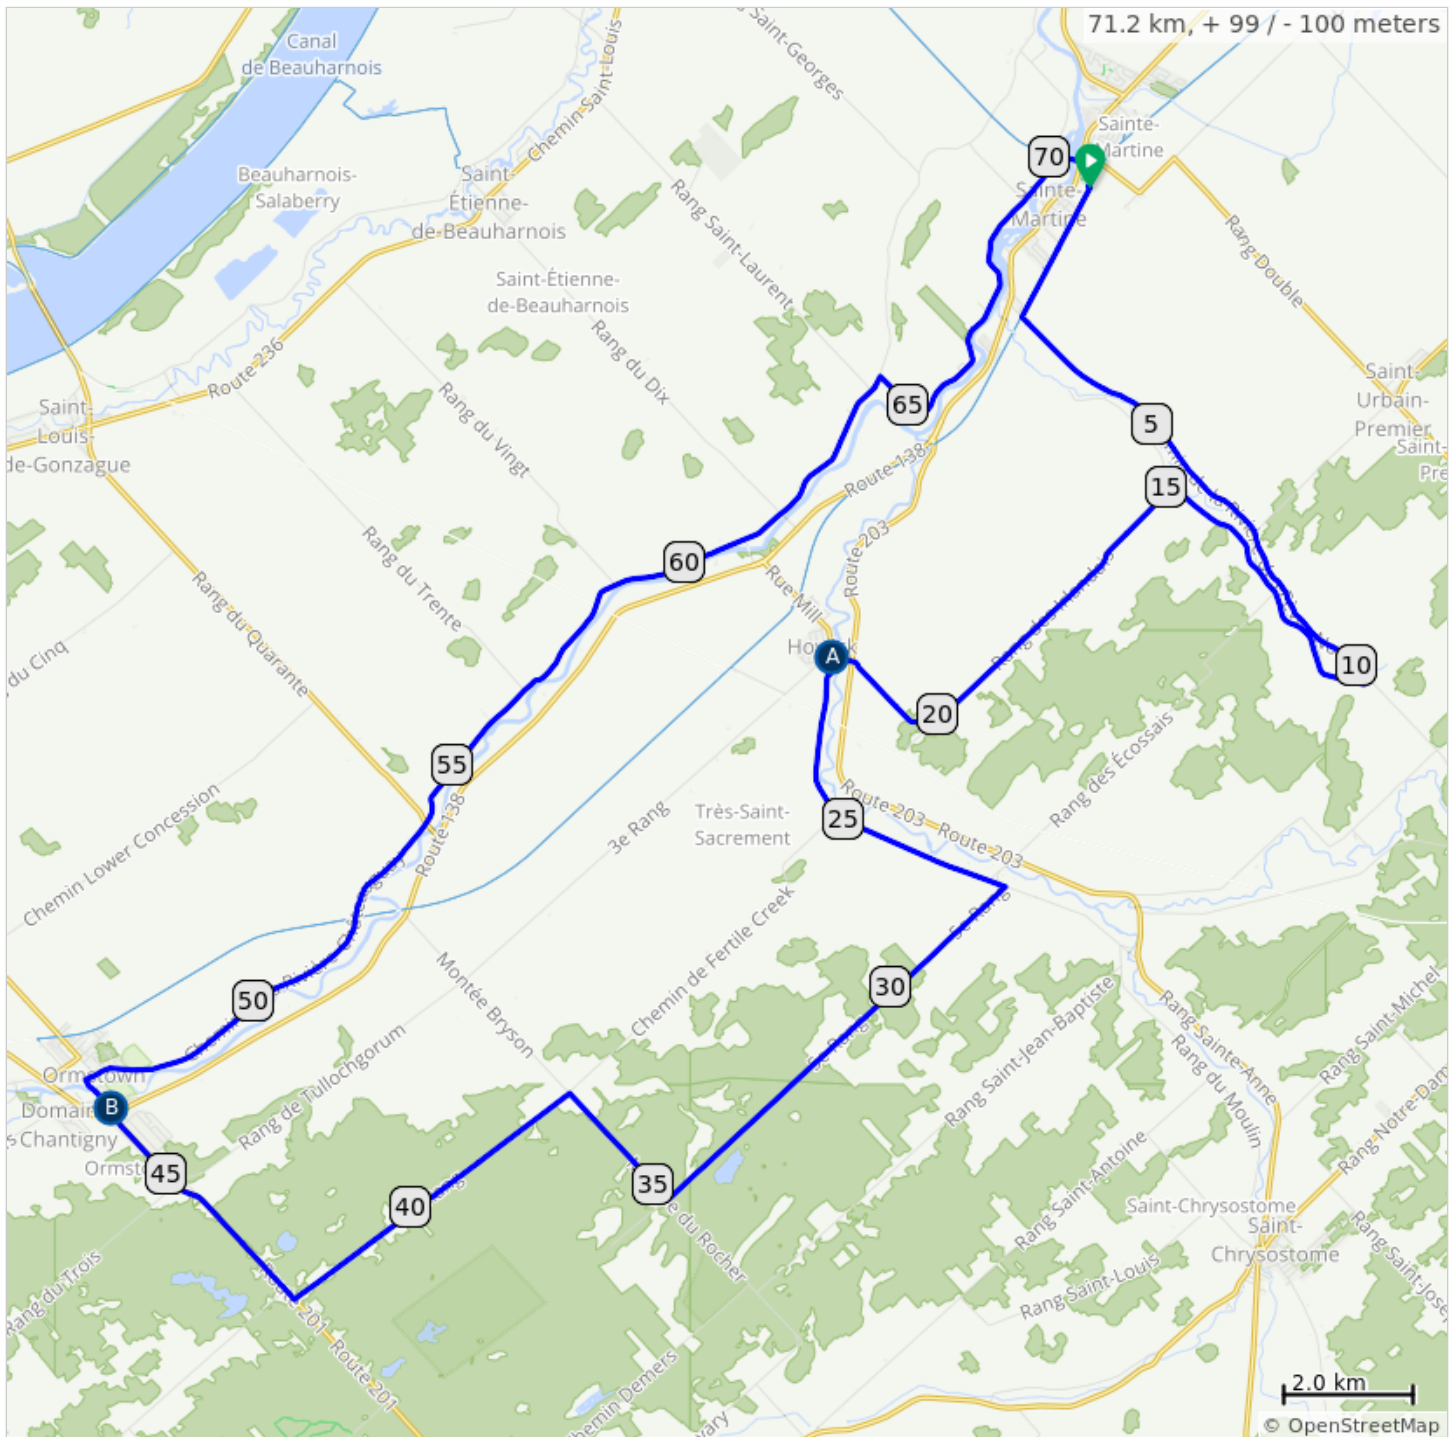 71.2 km, + 99 / - 100 meters
Canal
de Beauharnois
Saint-Georges
Chemin-Saint-Louis
Sainte-
Martine
70
Beauharnois-
Salaberry
Saint-
Étienne-
de-Beauharnois
Rang Saint-Laurent
Sainte-
Martine
Rang Double
Saint-Étienne-
de-Beauharnois
Rang du Dix
Route 236
Saint-
Louis-
de-Gonzague
Rang du Vingt
65
Saint-
Urbain-
Premier
Saint-
5
Route 138
15
Route 203
60
Rang du Trente
Rue Mill
Rang du Quarante
A
10
du Cinq
20
Rang des Écossais
55
Route 203
Route 203
25
Très-Saint-
Sacrement
3e Rang
Route 138
Chemin Lower Concession
5e Rang
Chemin de Fertile Creek
30
50
Montée Bryson
Rang Saint-Jean-Baptiste
Rang Sainte-Anne
Rang Saint-Michel
Rang du Moulin
5e Rang
Ormstown
Rang de Tullochgorum
B
Chantigny
45
35
40
Rang Saint-Antoine
Saint-Chrysostome
Saint-
Chrysostome
du Rocher
Rang du Trois
Rang Saint-Louis
Route 201
Route 201
Chemin Demers
2.0 km
© OpenStreetMap